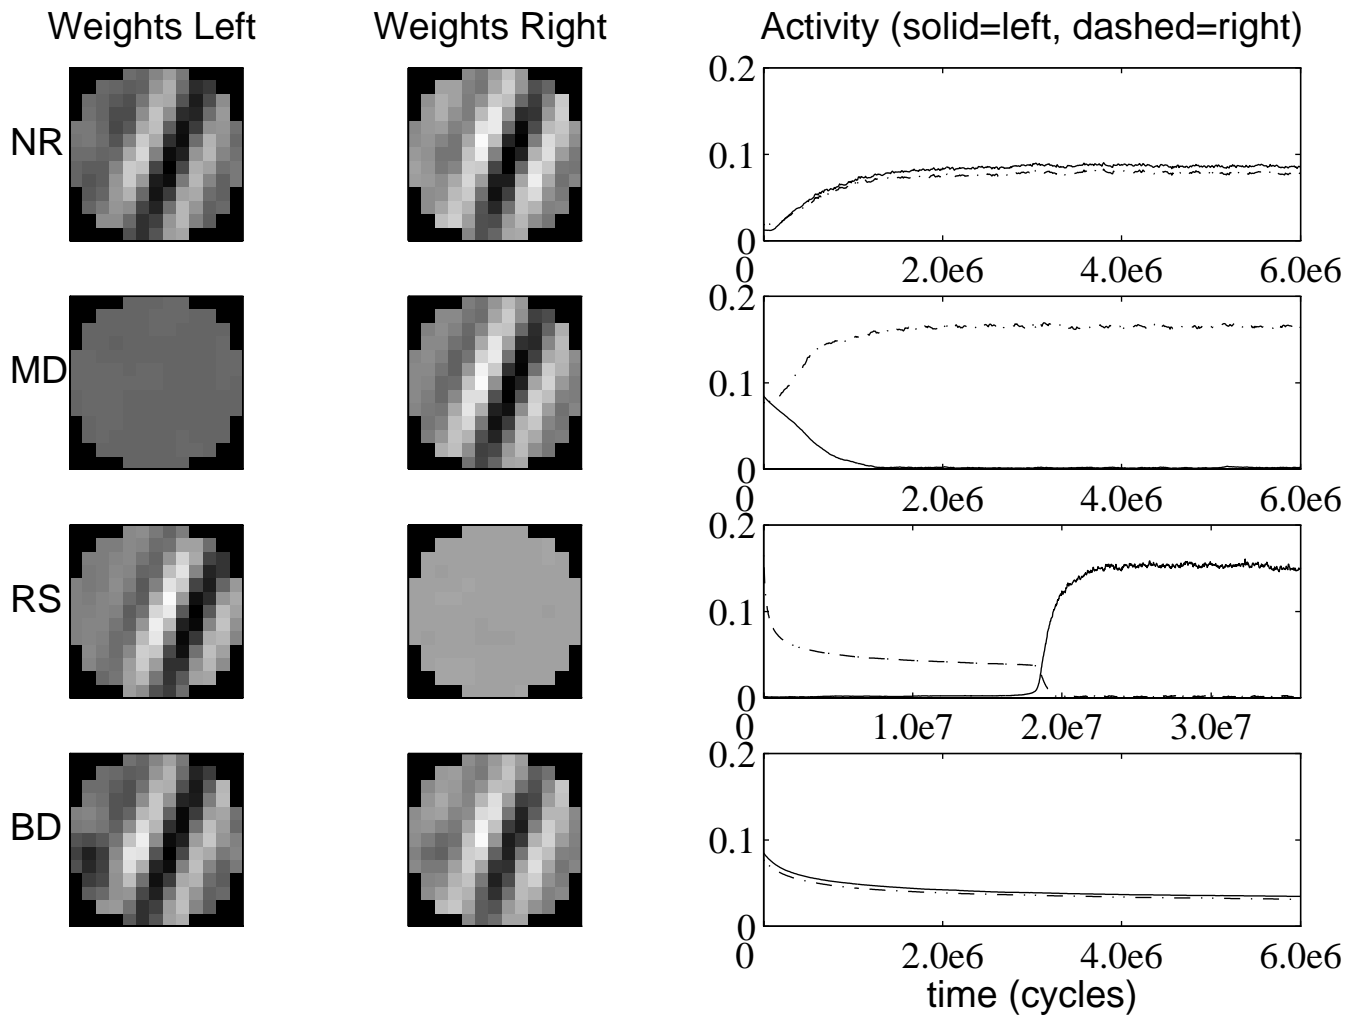 Weights Left Weights Right Activity (solid=left, dashed=right)
NR
0.2
0.1
0
0 2.0e6 4.0e6 6.0e6
MD
0.2
0.1
0
0 2.0e6 4.0e6 6.0e6
RS
0.2
0.1
0
0 1.0e7 2.0e7 3.0e7
BD
0.2
0.1
0
0 2.0e6 4.0e6 6.0e6
time (cycles)